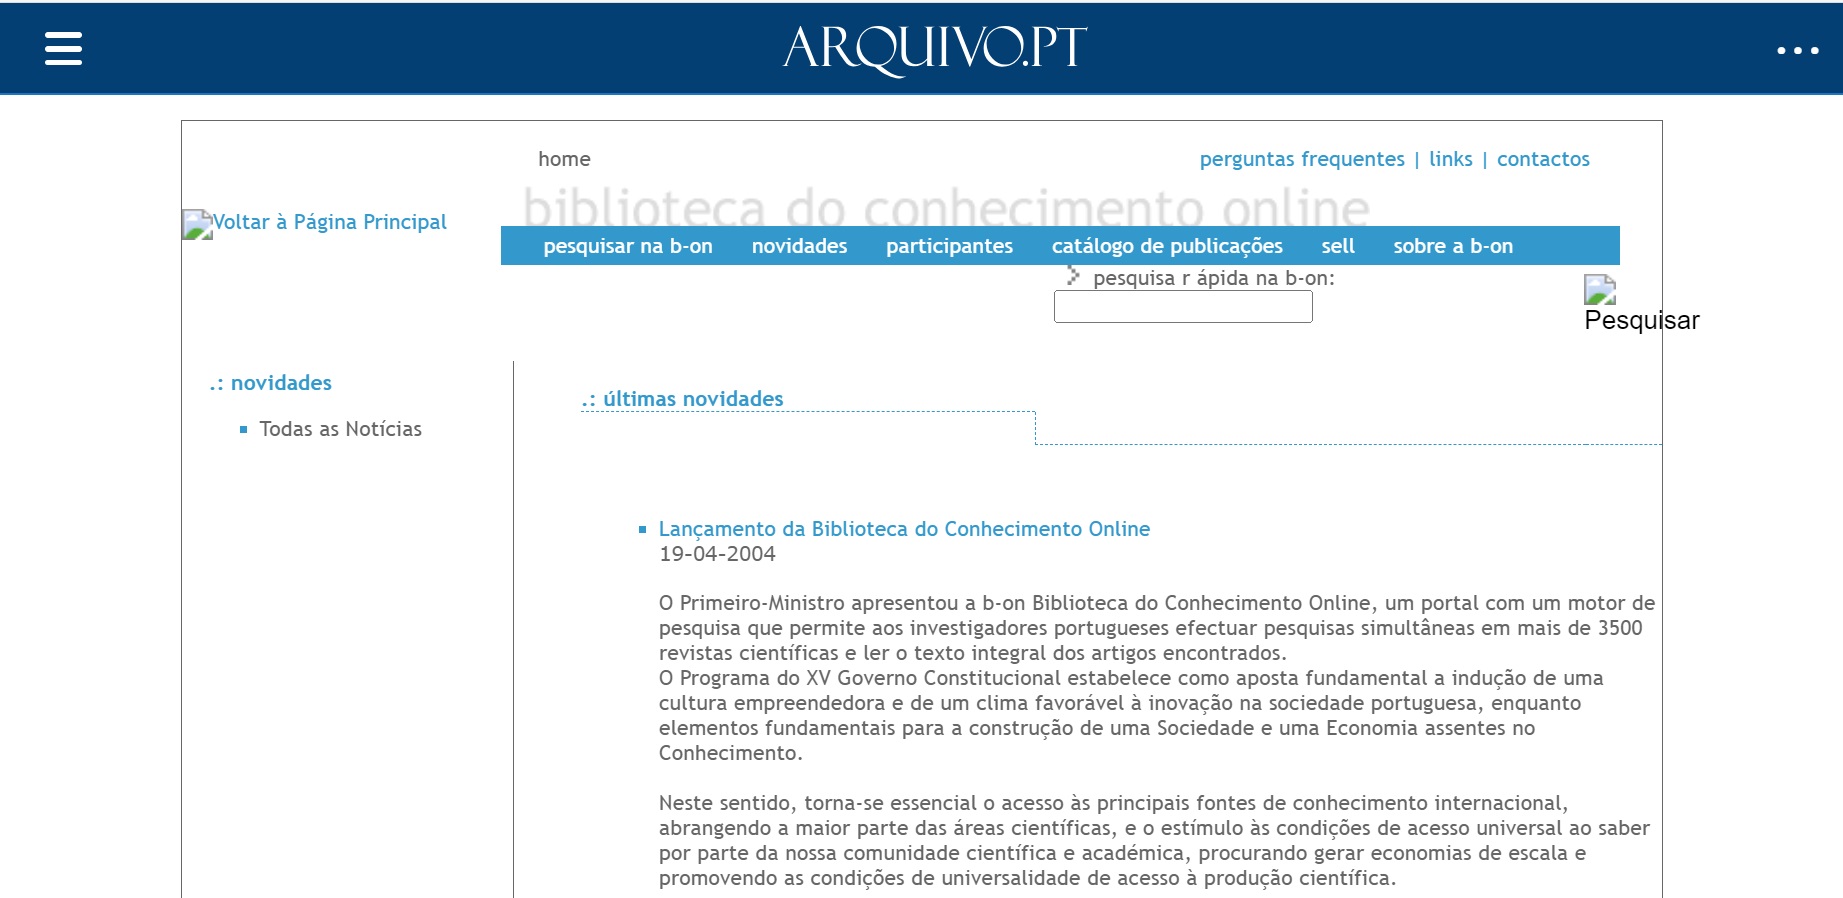 ARQUIVO.PT
home
perguntas frequentes | links | contactos
biblioteca do conhecimento online
Voltar à Página Principal
pesquisar na b-on novidades participantes catálogo de publicações sell sobre a b-on
pesquisa r ápida na b-on:
Pesquisar
.: novidades
Todas as Notícias
.: últimas novidades
Lançamento da Biblioteca do Conhecimento Online
19-04-2004
O Primeiro-Ministro apresentou a b-on Biblioteca do Conhecimento Online, um portal com um motor de
pesquisa que permite aos investigadores portugueses efectuar pesquisas simultâneas em mais de 3500
revistas científicas e ler o texto integral dos artigos encontrados.
O Programa do XV Governo Constitucional estabelece como aposta fundamental a indução de uma
cultura empreendedora e de um clima favorável à inovação na sociedade portuguesa, enquanto
elementos fundamentais para a construção de uma Sociedade e uma Economia assentes no
Conhecimento.
Neste sentido, torna-se essencial o acesso às principais fontes de conhecimento internacional,
abrangendo a maior parte das áreas científicas, e o estímulo às condições de acesso universal ao saber
por parte da nossa comunidade científica e académica, procurando gerar economias de escala e
promovendo as condições de universalidade de acesso à produção científica.